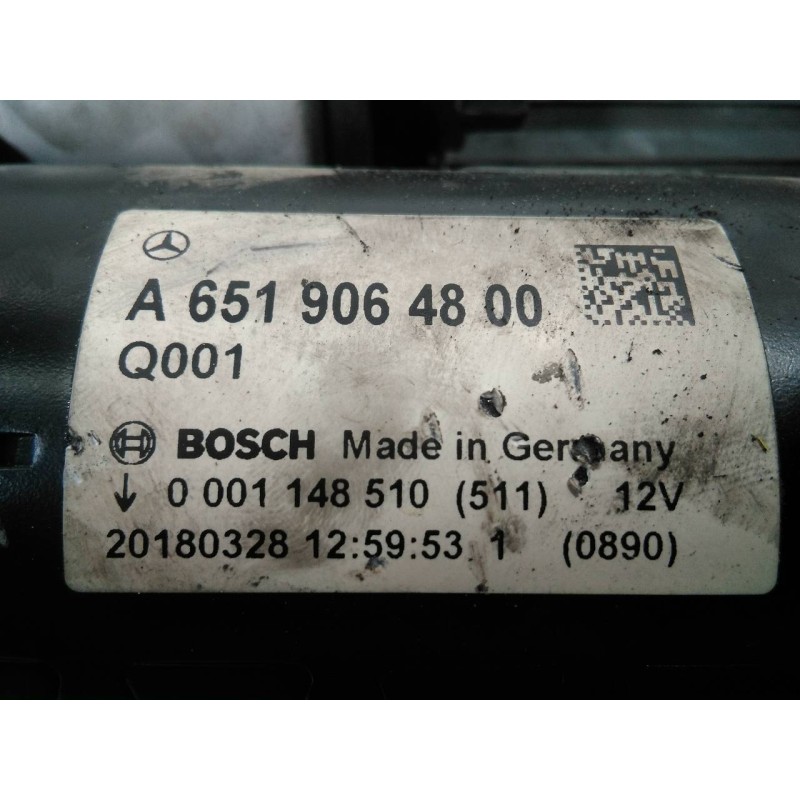 A 651 906 48 00
Q001
BOSCH Made in Germany
0 001 148 510 (511) 12V
20180328 12:59:53 1 (0890)